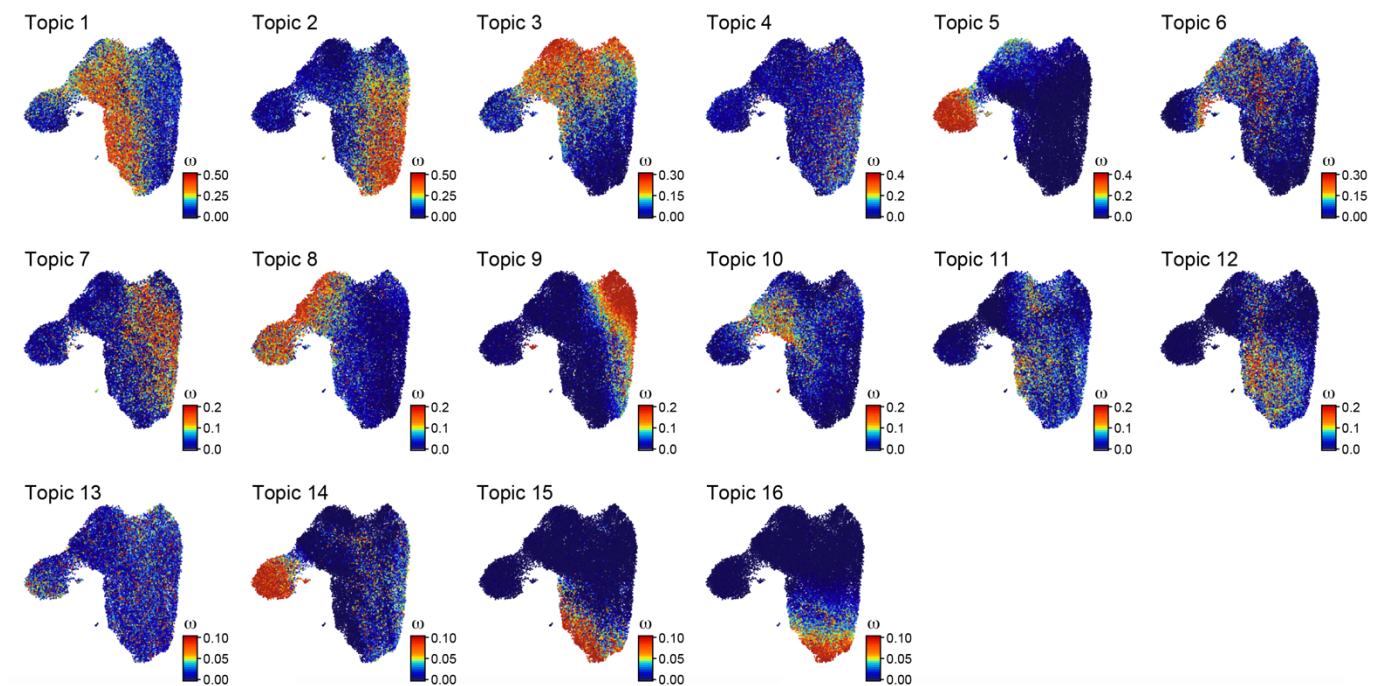 Topic 1 Topic 2 Topic 3 Topic 4 Topic 5 Topic 6
ω ω ω ω ω ω
0.50 0.50 0.30 0.4 0.4 0.30
0.25 0.25 0.15 0.2 0.2 0.15
0.00 0.00 0.00 0.0 0.0 0.00
Topic 7 Topic 8 Topic 9 Topic 10 Topic 11 Topic 12
ω ω ω ω ω ω
0.2 0.2 0.2 0.2 0.2 0.2
0.1 0.1 0.1 0.1 0.1 0.1
0.0 0.0 0.0 0.0 0.0 0.0
Topic 13 Topic 14 Topic 15 Topic 16
ω ω ω ω
0.10 0.10 0.10 0.10
0.05 0.05 0.05 0.05
0.00 0.00 0.00 0.00